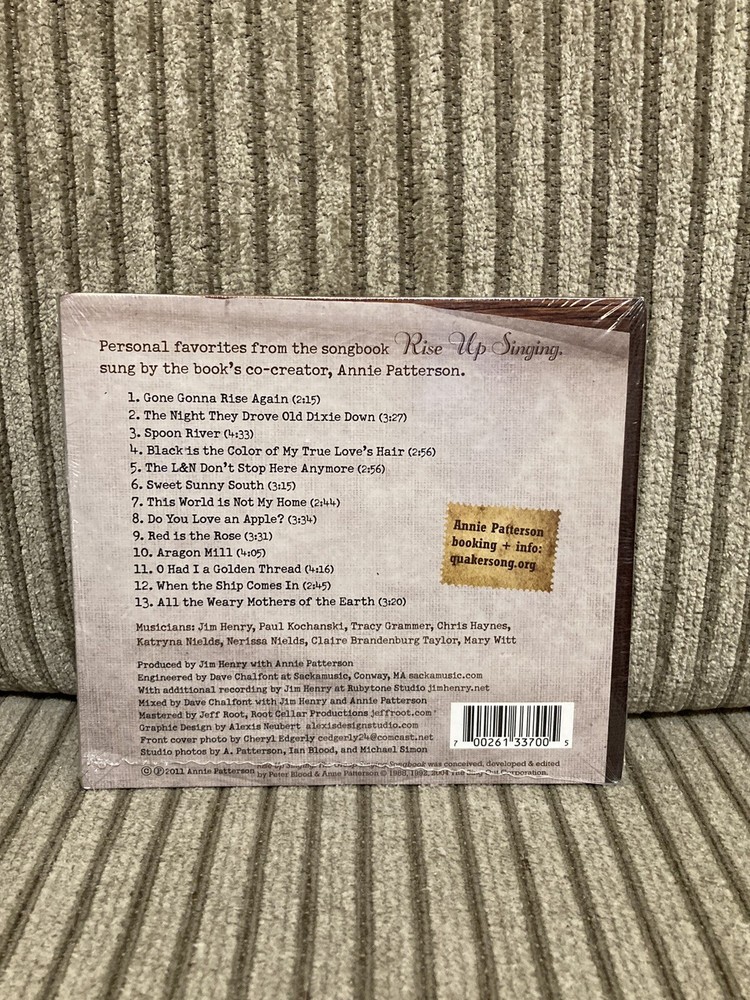 Personal favorites from the songbook Rise Up Singing,
sung by the book's co-creator, Annie Patterson.
1. Gone Gonna Rise Again (2:15)
2. The Night They Drove Old Dixie Down (3:27)
3. Spoon River (4:33)
4. Black is the Color of My True Love's Hair (2:56)
5. The L&N Don't Stop Here Anymore (2:56)
6. Sweet Sunny South (3:15)
7. This World is Not My Home (2:44)
8. Do You Love an Apple? (3:34)
9. Red is the Rose (3:31)
10. Aragon Mill (4:05)
11. O Had I a Golden Thread (4:16)
12. When the Ship Comes In (2:45)
13. All the Weary Mothers of the Earth (3:20)
Annie Patterson
booking + info:
quakersong.org
Musicians: Jim Henry, Paul Kochanski, Tracy Grammer, Chris Haynes,
Katryna Nields, Nerissa Nields, Claire Brandenburg Taylor, Mary Witt
Produced by Jim Henry with Annie Patterson
Engineered by Dave Chalfont at Sackamusic, Conway, MA sackamusic.com
With additional recording by Jim Henry at Rubytone Studio jimhenry.net
Mixed by Dave Chalfont with Jim Henry and Annie Patterson
Mastered by Jeff Root, Root Cellar Productions jeffroot.com
Graphic Design by Alexis Neubert alexisdesignstudio.com
Front cover photo by Cheryl Edgerly cedgerly24@comcast.net
Studio photos by A. Patterson, Ian Blood, and Michael Simon
7 00261 33700 5
© ℗ 2011 Annie Patterson
Rise Up Singing: The Group Singing Songbook was conceived, developed & edited
by Peter Blood & Annie Patterson © 1988, 1992, 2004 The Sing Out Corporation.